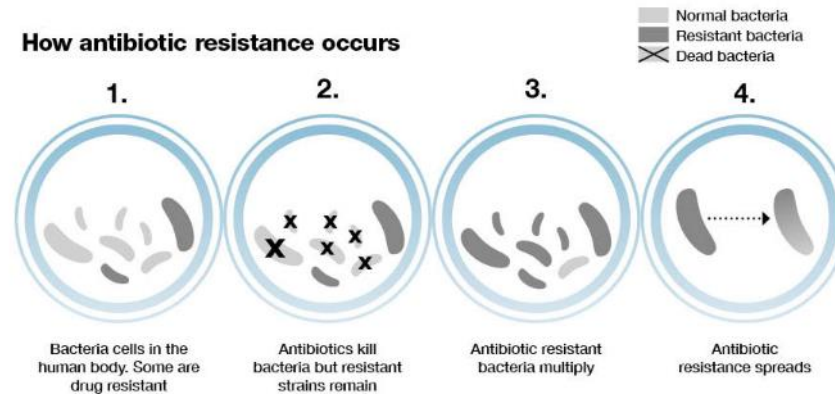 How antibiotic resistance occurs
Normal bacteria
Resistant bacteria
Dead bacteria
1.
2.
3.
4.
X
X
X
X
X
X
Bacteria cells in the
human body. Some are
drug resistant
Antibiotics kill
bacteria but resistant
strains remain
Antibiotic resistant
bacteria multiply
Antibiotic
resistance spreads